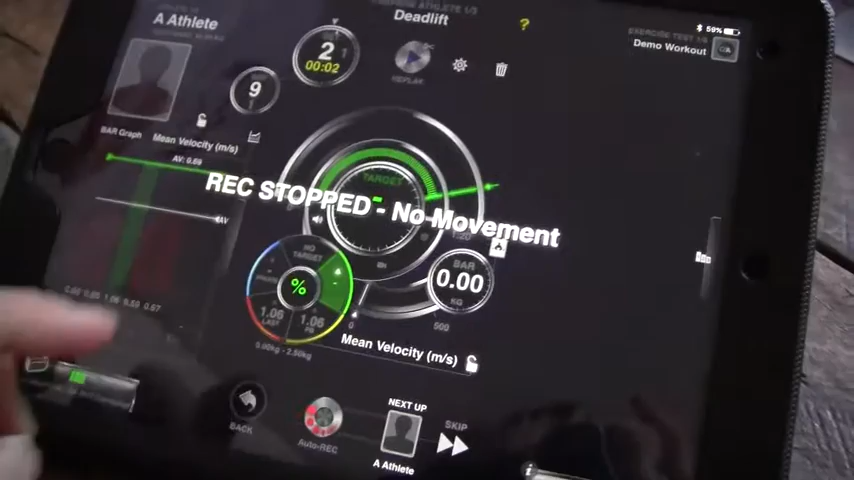 A Athlete
Deadlift
?
59%
Demo Workout
2
00:02
9
REPLAY
BAR Graph
Mean Velocity (m/s)
AV: 0.69
TARGET
REC STOPPED - No Movement
AV
NO TARGET
%
1.06 LAST
1.06 PB
0.00kg - 2.50kg
BAR
0.00
KG
0
500
Mean Velocity (m/s)
BACK
Auto-REC
NEXT UP
A Athlete
SKIP